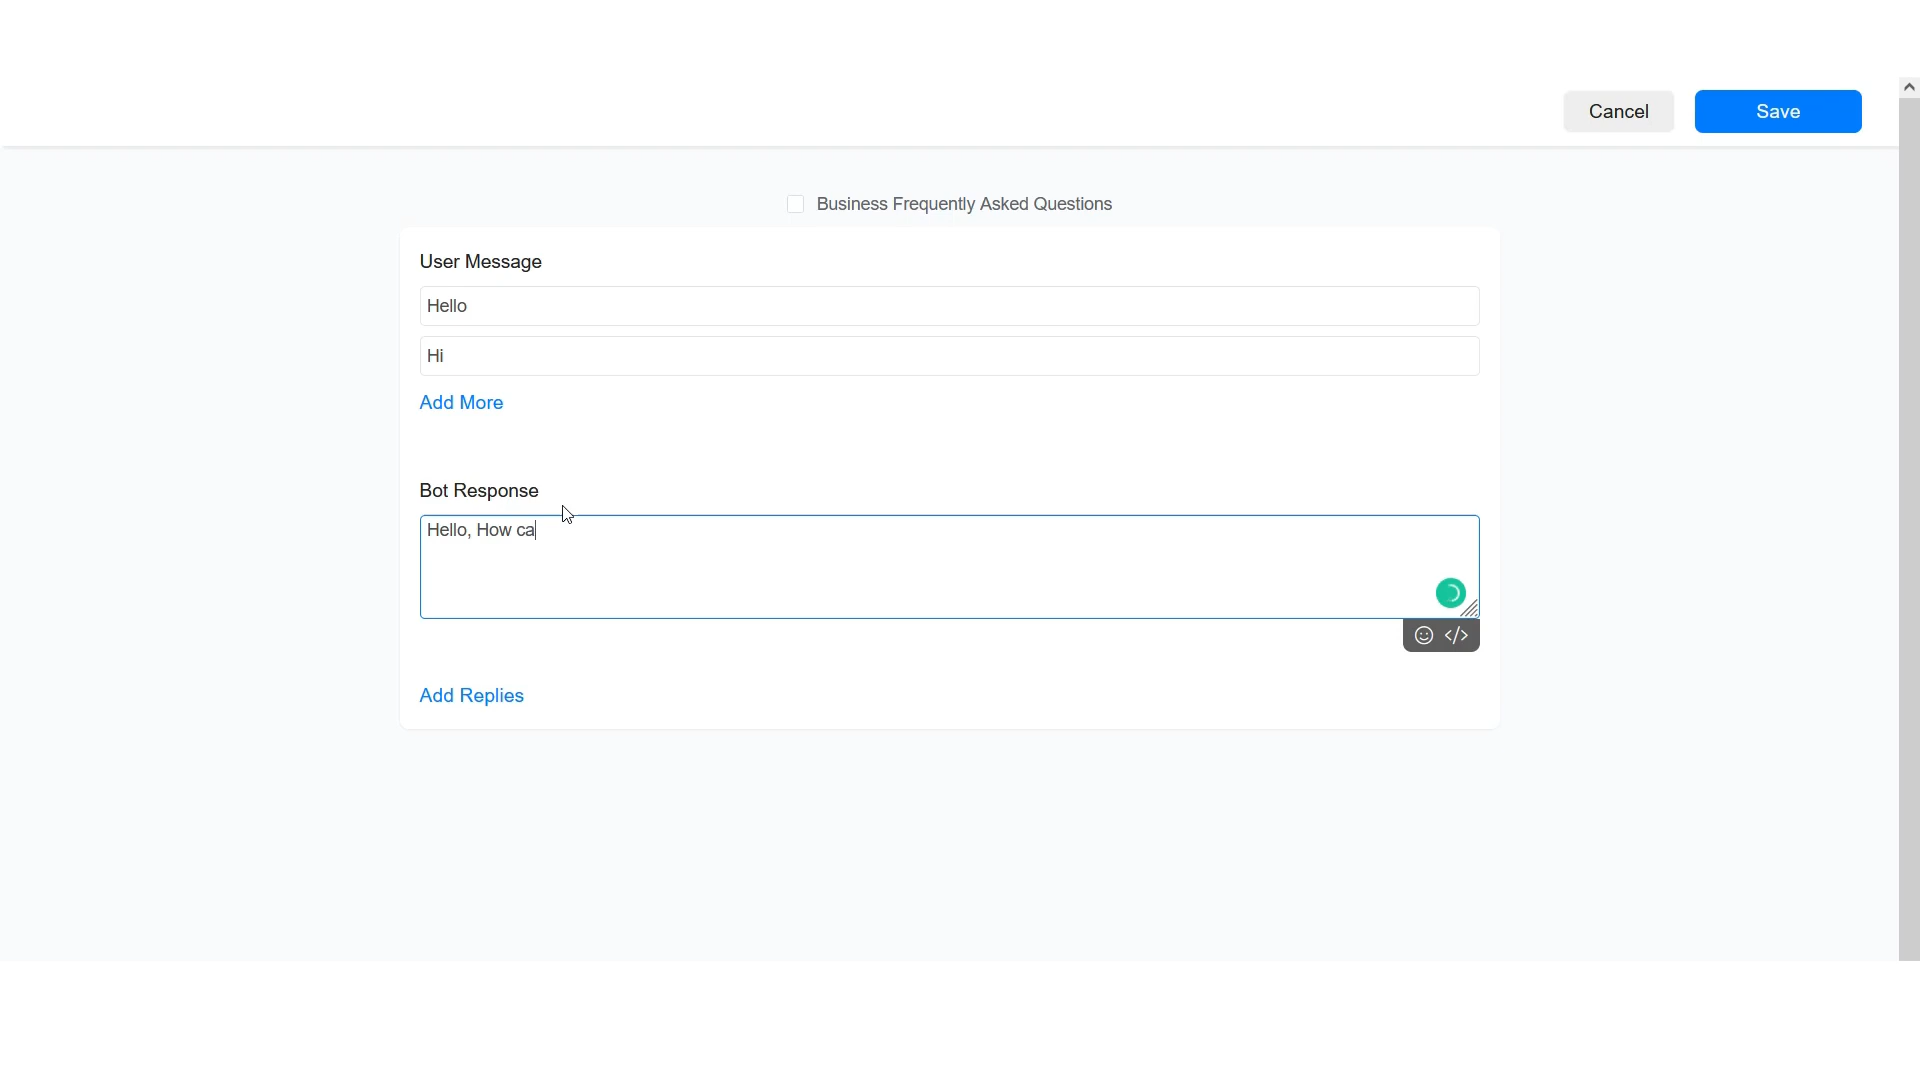 Cancel
Save
Business Frequently Asked Questions
User Message
Hello
Hi
Add More
Bot Response
Hello, How ca
Add Replies